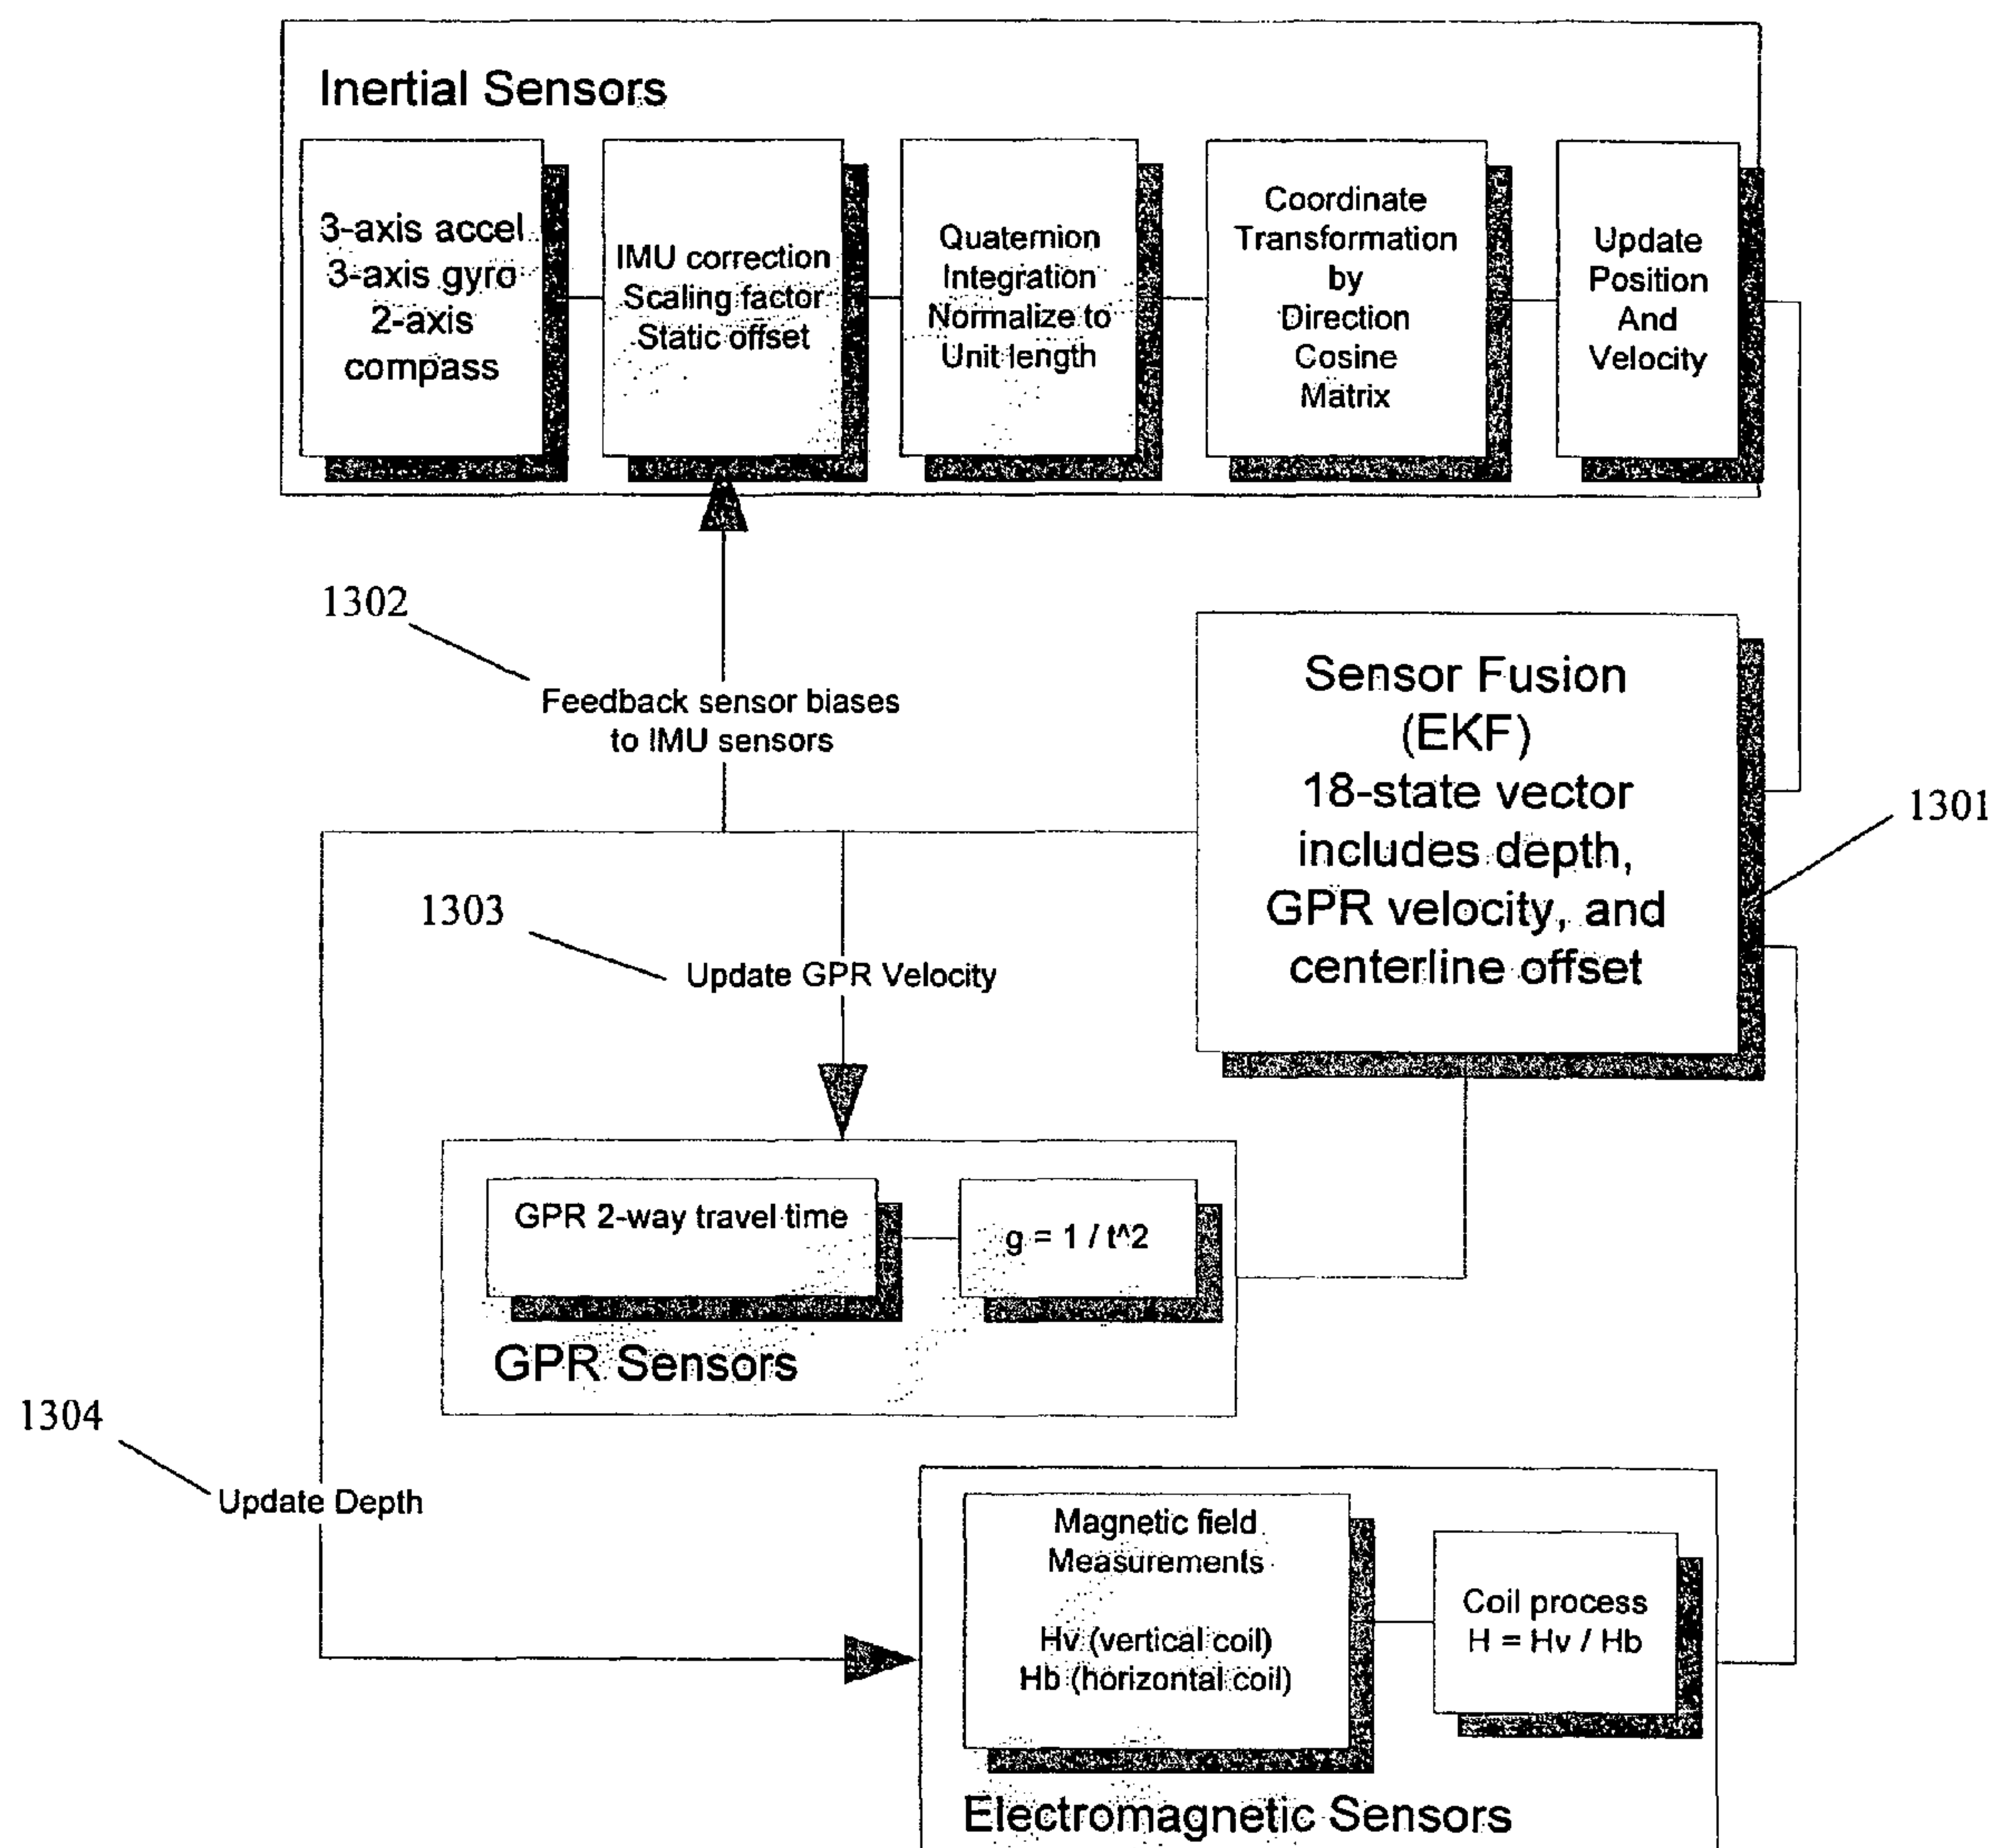 Inertial Sensors
3-axis accel
3-axis gyro
2-axis
compass
IMU correction
Scaling factor
Static offset
Quaternion
Integration
Normalize to
Unit length
Coordinate
Transformation
by
Direction
Cosine
Matrix
Update
Position
And
Velocity
1302
Feedback sensor biases
to IMU sensors
Sensor Fusion
(EKF)
18-state vector
includes depth,
GPR velocity, and
centerline offset
1301
1303
Update GPR Velocity
GPR 2-way travel time
g = 1 / t^2
GPR Sensors
1304
Update Depth
Magnetic field
Measurements
Hv (vertical coil)
Hb (horizontal coil)
Coil process
H = Hv / Hb
Electromagnetic Sensors